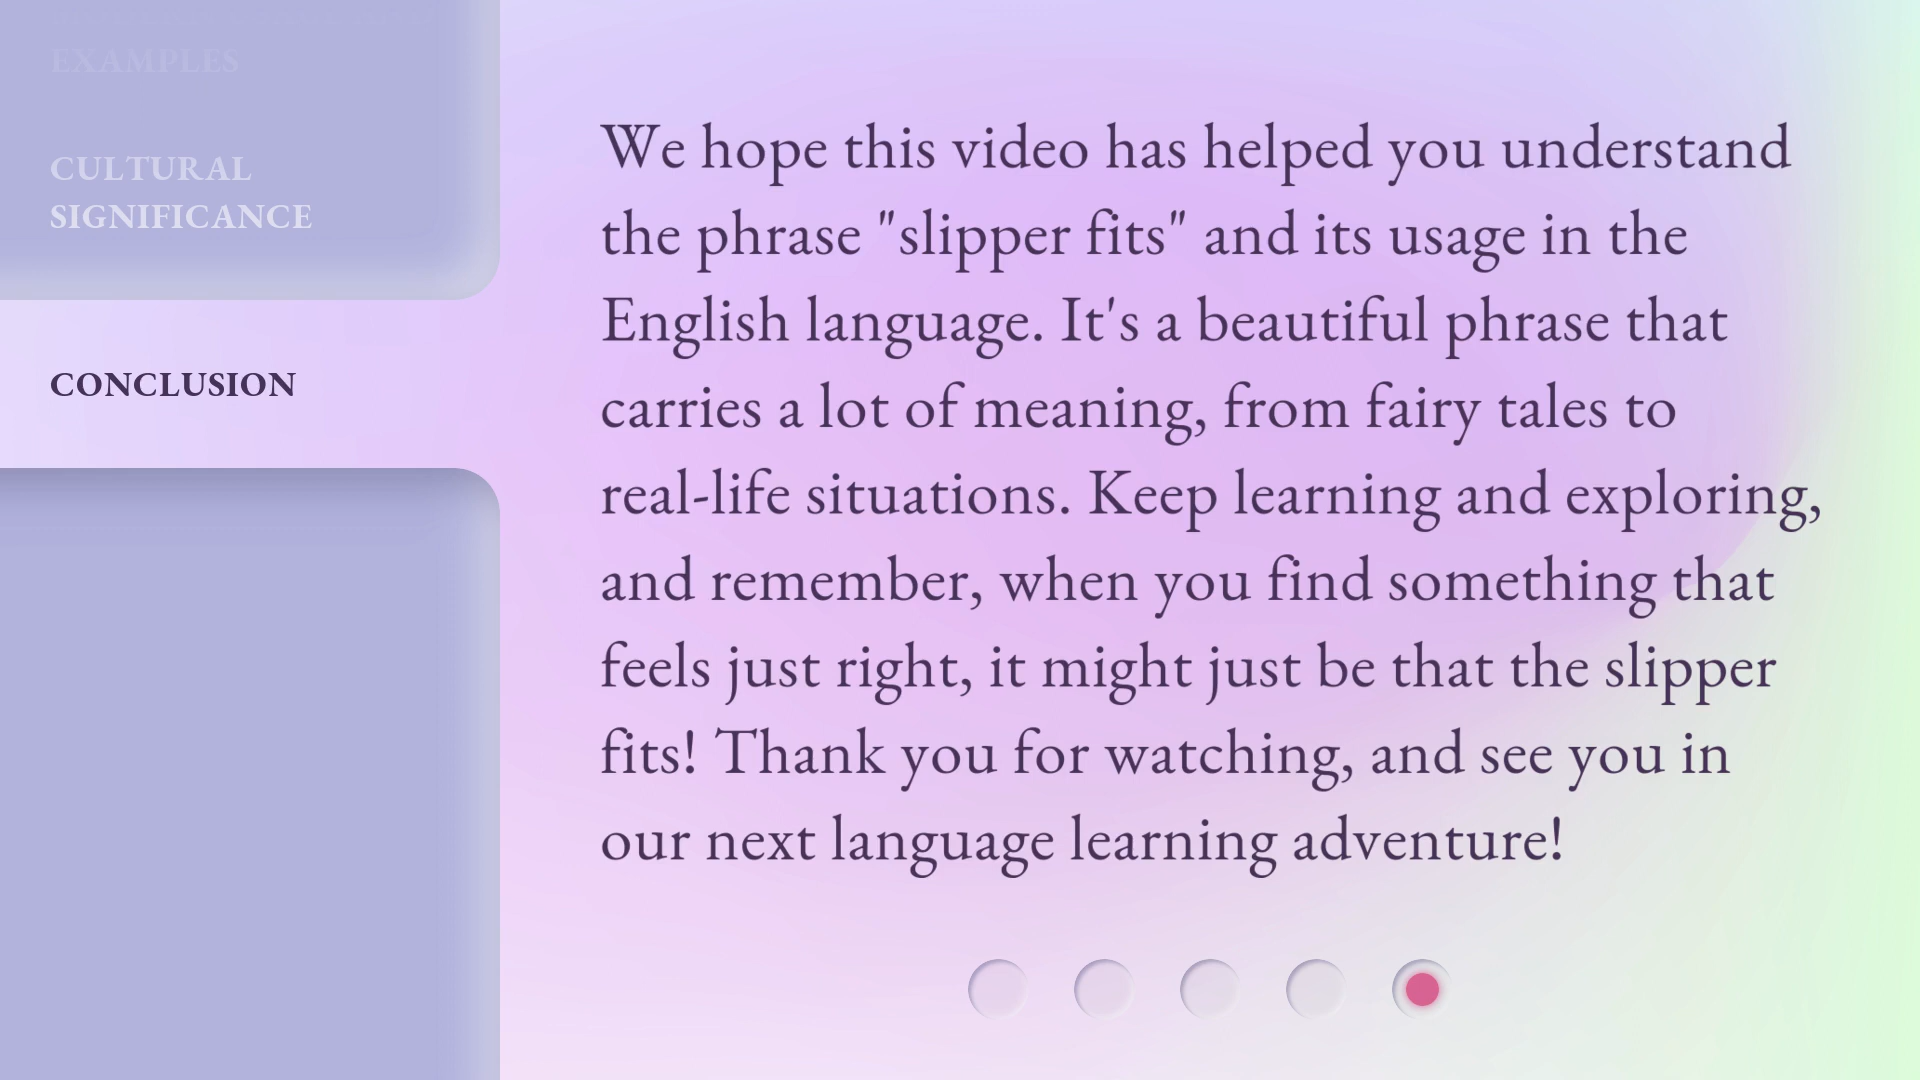 EXAMPLES
CULTURAL
SIGNIFICANCE
CONCLUSION
We hope this video has helped you understand
the phrase "slipper fits" and its usage in the
English language. It's a beautiful phrase that
carries a lot of meaning, from fairy tales to
real-life situations. Keep learning and exploring,
and remember, when you find something that
feels just right, it might just be that the slipper
fits! Thank you for watching, and see you in
our next language learning adventure!